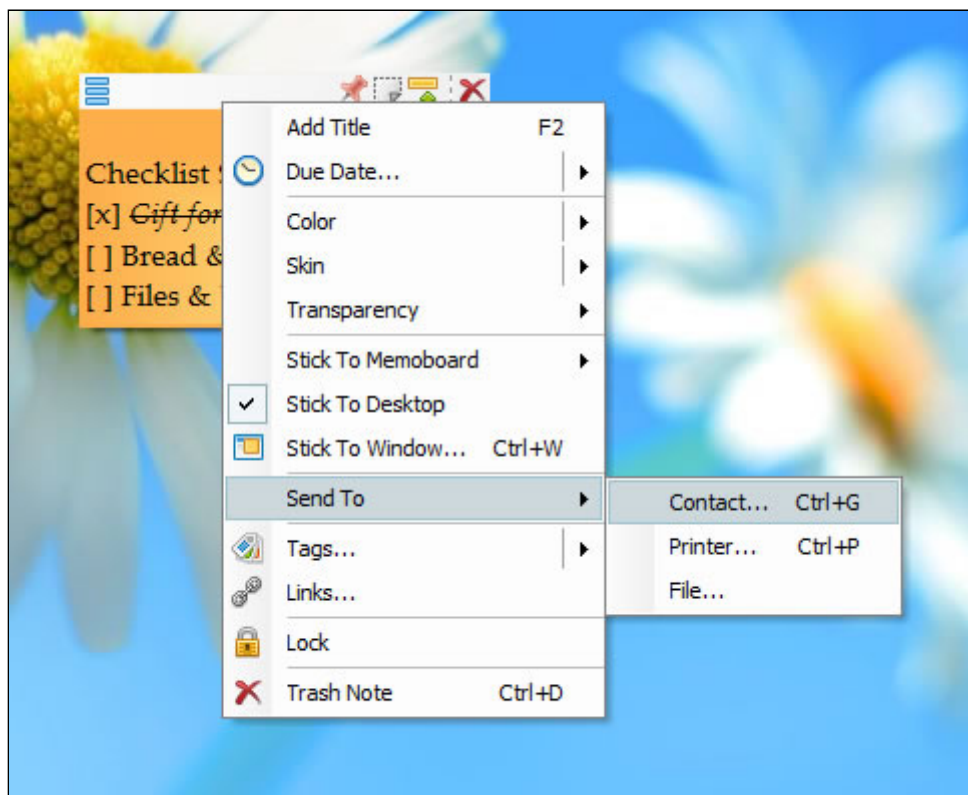 Checklist
[x] Gift for
[ ] Bread &
[ ] Files &
Add Title F2
Due Date...
Color
Skin
Transparency
Stick To Memoboard
Stick To Desktop
Stick To Window... Ctrl+W
Send To
Contact... Ctrl+G
Printer... Ctrl+P
File...
Tags...
Links...
Lock
Trash Note Ctrl+D